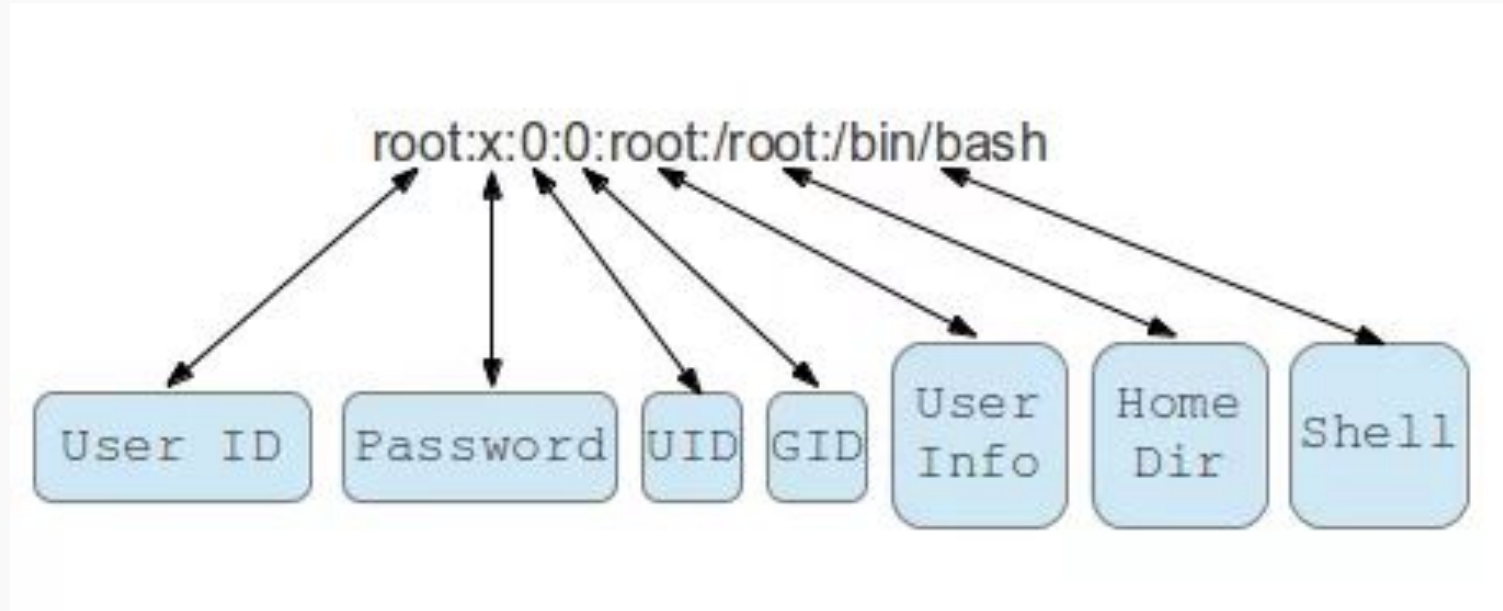 root:x:0:0:root:/root:/bin/bash
User ID
Password
UID
GID
User
Info
Home
Dir
Shell